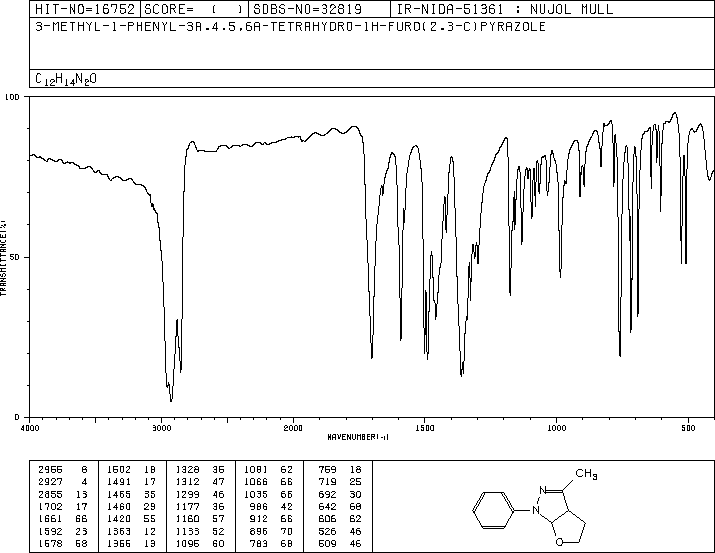 HIT-NO=16752 SCORE= ( ) SDBS-NO=32819 IR-NIDA-51361 : NUJOL MULL
3-METHYL-1-PHENYL-3A,4,5,6A-TETRAHYDRO-1H-FURO(2,3-C)PYRAZOLE
C12H14N2O
100
50
0
TRANSMITTANCE(%)
4000 3000 2000 1500 1000 500
WAVENUMBER(-1)
2955 6 1502 18 1328 35 1081 62 759 18
2927 4 1491 17 1312 47 1066 66 719 25
2855 13 1465 35 1299 46 1035 66 692 30
1702 17 1460 29 1177 36 986 42 642 68
1661 66 1420 55 1160 57 912 66 606 62
1592 23 1363 12 1133 52 896 70 526 46
1578 58 1355 13 1095 60 783 68 509 46
CH3
N
N
O